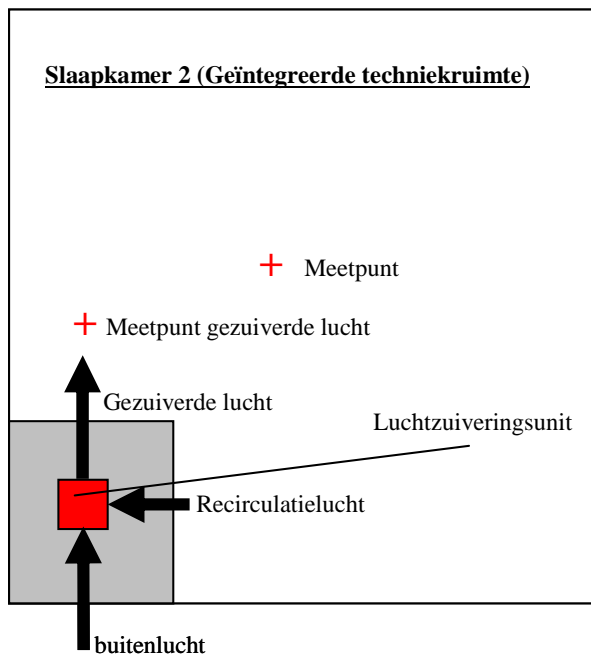 Slaapkamer 2 (Geïntegreerde techniekruimte)
Meetpunt
Meetpunt gezuiverde lucht
Gezuiverde lucht
Luchtzuiveringsunit
Recirculatielucht
buitenlucht